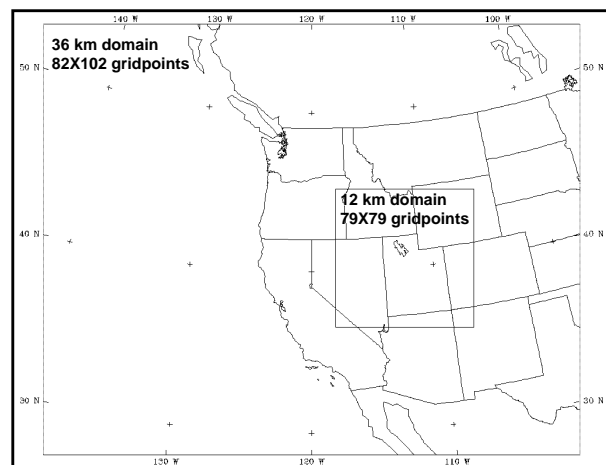 140 W 130 W 120 W 110 W 100 W
36 km domain
82X102 gridpoints
50 N 50 N
12 km domain
79X79 gridpoints
40 N 40 N
30 N 30 N
130 W 120 W 110 W